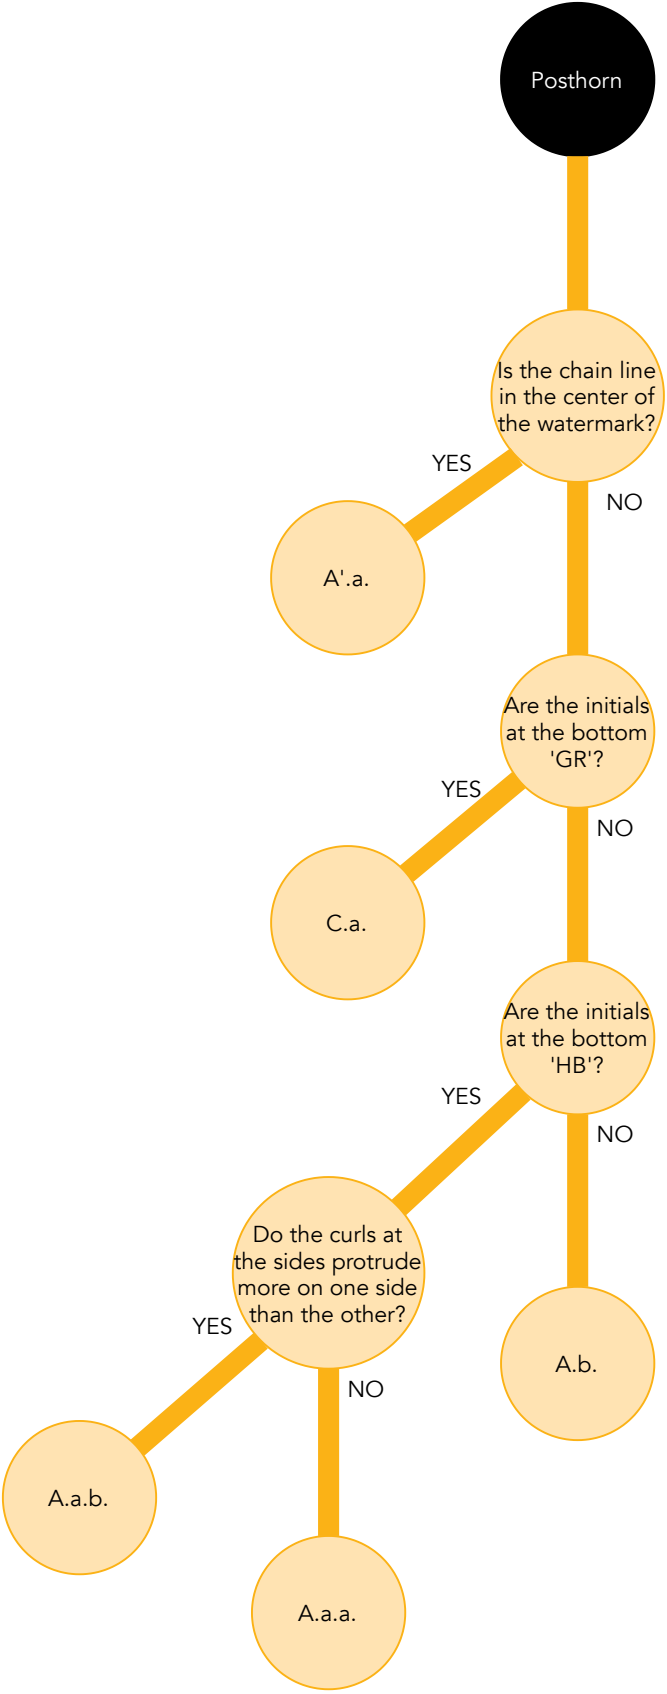 Posthorn
Is the chain line
in the center of
the watermark?
YES
NO
A'.a.
Are the initials
at the bottom
'GR'?
YES
NO
C.a.
Are the initials
at the bottom
'HB'?
YES
NO
Do the curls at
the sides protrude
more on one side
than the other?
YES
NO
A.b.
A.a.b.
A.a.a.